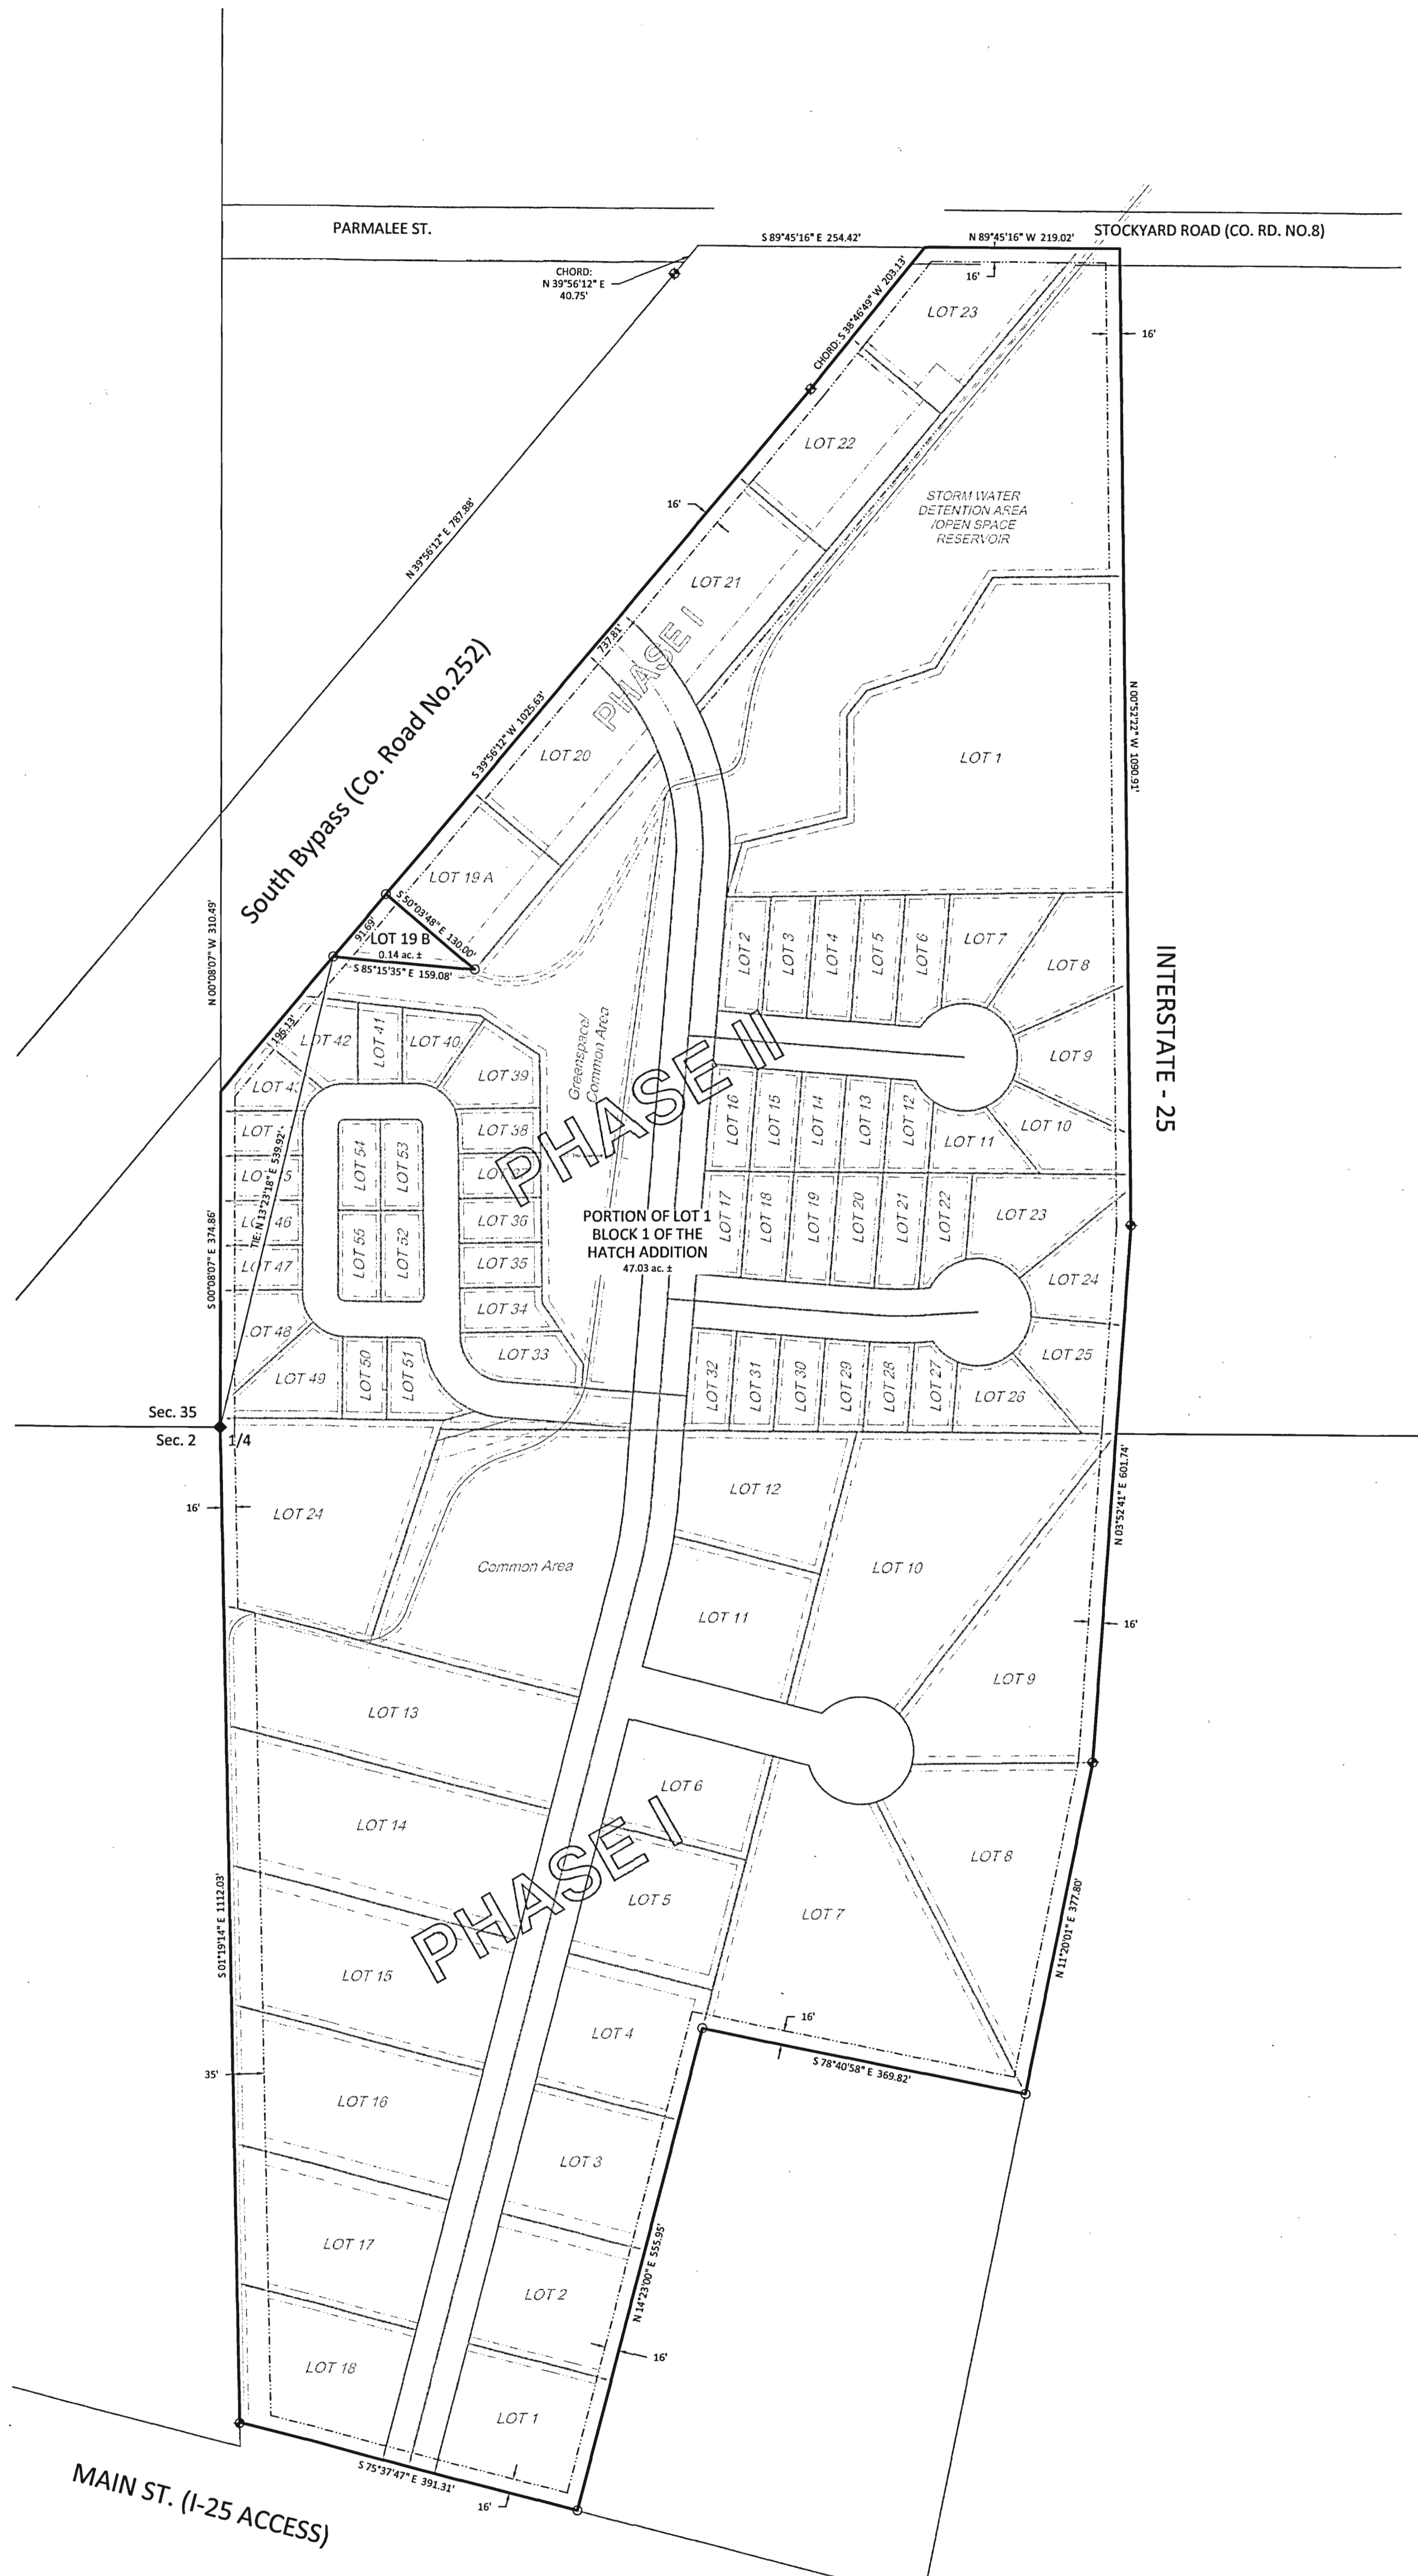 PARMALEE ST.
S 89°45'16" E 254.42'
N 89°45'16" W 219.02'
STOCKYARD ROAD (CO. RD. NO.8)
CHORD:
N 39°56'12" E
40.75'
16'
CHORD: S 38°46'49" W 203.13'
LOT 23
16'
LOT 22
N 39°56'12" E 787.88'
16'
STORM WATER
DETENTION AREA
/OPEN SPACE
RESERVOIR
LOT 21
737.81'
PHASE I
South Bypass (Co. Road No.252)
S 39°56'12" W 1025.63'
LOT 20
LOT 1
N 00°52'22" W 1090.91'
LOT 19 A
S 50°03'48" E 130.00'
91.69'
LOT 19 B
0.14 ac. ±
S 85°15'35" E 159.08'
N 00°08'07" W 310.49'
LOT 2
LOT 3
LOT 4
LOT 5
LOT 6
LOT 7
LOT 8
INTERSTATE - 25
196.13'
LOT 42
LOT 41
LOT 40
Greenspace/
Common Area
PHASE II
LOT 9
LOT 39
LOT 10
LOT 11
LOT 16
LOT 15
LOT 14
LOT 13
LOT 12
LOT 38
LOT 54
LOT 53
TIE: N 13°23'18" E 539.92'
LOT 46
LOT 36
PORTION OF LOT 1
BLOCK 1 OF THE
HATCH ADDITION
47.03 ac. ±
LOT 17
LOT 18
LOT 19
LOT 20
LOT 21
LOT 22
LOT 23
S 00°08'07" E 374.86'
LOT 47
LOT 55
LOT 52
LOT 35
LOT 24
LOT 34
LOT 48
LOT 33
LOT 25
LOT 49
LOT 50
LOT 51
LOT 32
LOT 31
LOT 30
LOT 29
LOT 28
LOT 27
LOT 26
Sec. 35
Sec. 2
1/4
N 03°52'41" E 601.74'
LOT 12
16'
LOT 24
Common Area
LOT 10
LOT 11
16'
LOT 9
LOT 13
LOT 6
LOT 14
PHASE I
LOT 8
LOT 5
LOT 7
S 01°19'14" E 1112.03'
N 11°20'01" E 377.80'
LOT 15
16'
LOT 4
S 78°40'58" E 369.82'
35'
LOT 16
LOT 3
LOT 17
N 14°23'00" E 555.95'
LOT 2
16'
LOT 18
LOT 1
S 75°37'47" E 391.31'
16'
MAIN ST. (I-25 ACCESS)